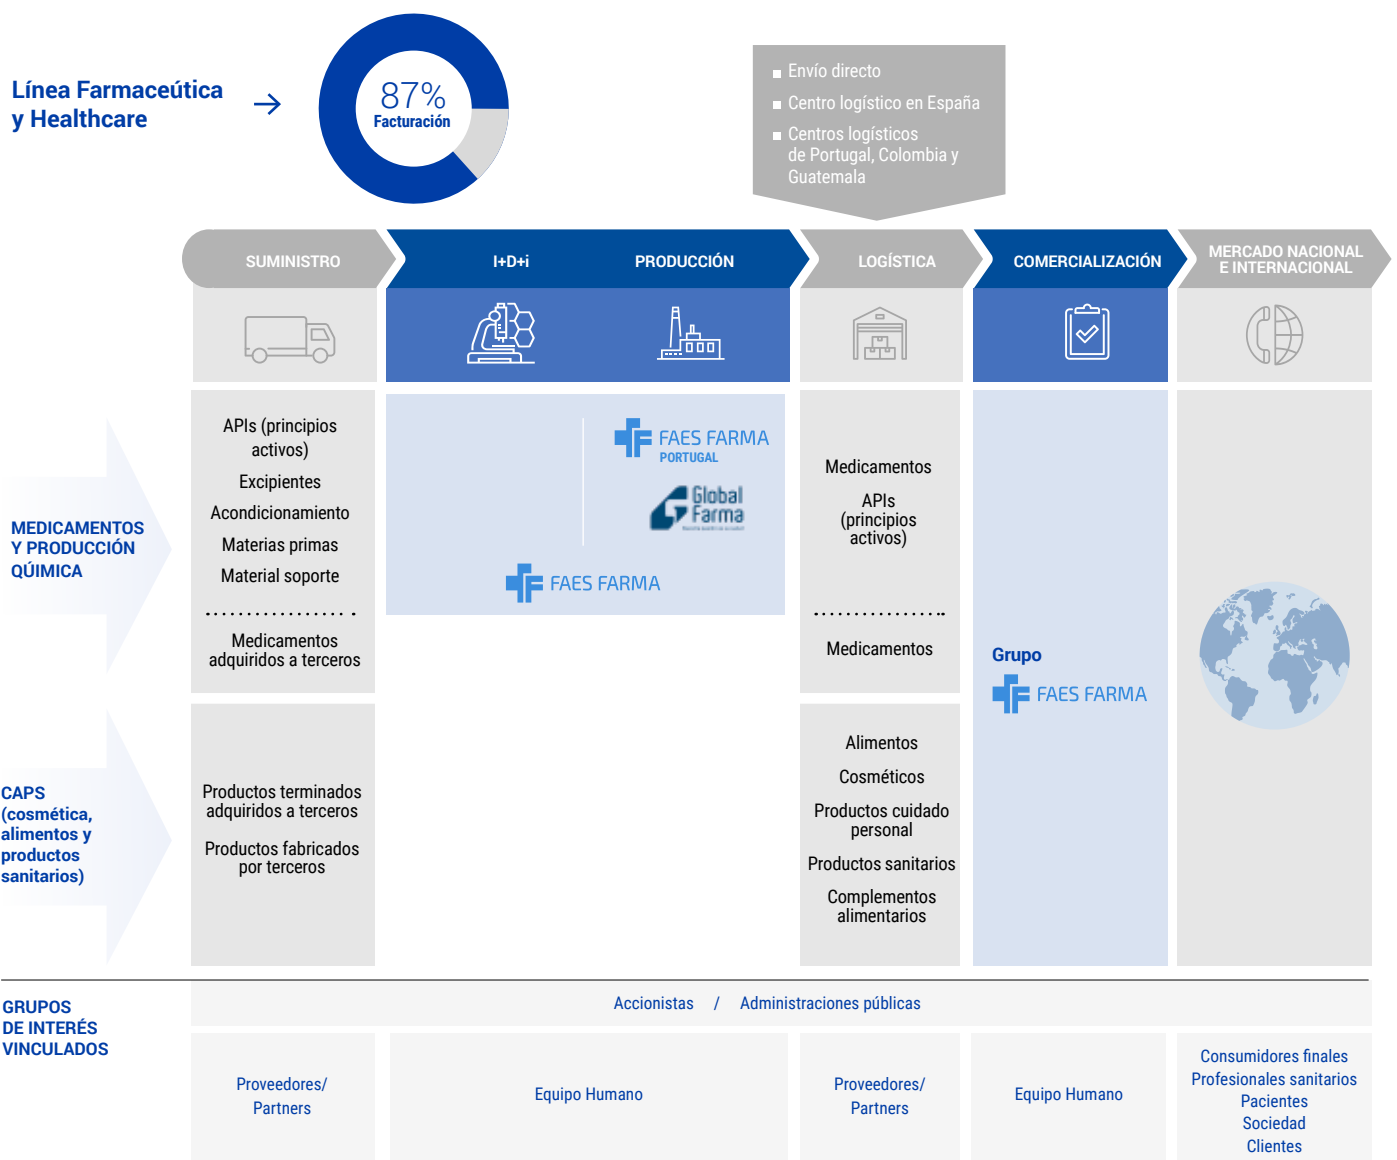 Línea Farmaceútica
y Healthcare
87%
Facturación
Envío directo
Centro logístico en España
Centros logísticos
de Portugal, Colombia y
Guatemala
SUMINISTRO
I+D+i
PRODUCCIÓN
LOGÍSTICA
COMERCIALIZACIÓN
MERCADO NACIONAL
E INTERNACIONAL
MEDICAMENTOS
Y PRODUCCIÓN
QÚIMICA
APIs (principios
activos)
Excipientes
Acondicionamiento
Materias primas
Material soporte
Medicamentos
adquiridos a terceros
FAES FARMA
PORTUGAL
Global
Farma
FAES FARMA
Medicamentos
APIs
(principios
activos)
Medicamentos
Grupo
FAES FARMA
CAPS
(cosmética,
alimentos y
productos
sanitarios)
Productos terminados
adquiridos a terceros
Productos fabricados
por terceros
Alimentos
Cosméticos
Productos cuidado
personal
Productos sanitarios
Complementos
alimentarios
GRUPOS
DE INTERÉS
VINCULADOS
Accionistas / Administraciones públicas
Proveedores/
Partners
Equipo Humano
Proveedores/
Partners
Equipo Humano
Consumidores finales
Profesionales sanitarios
Pacientes
Sociedad
Clientes